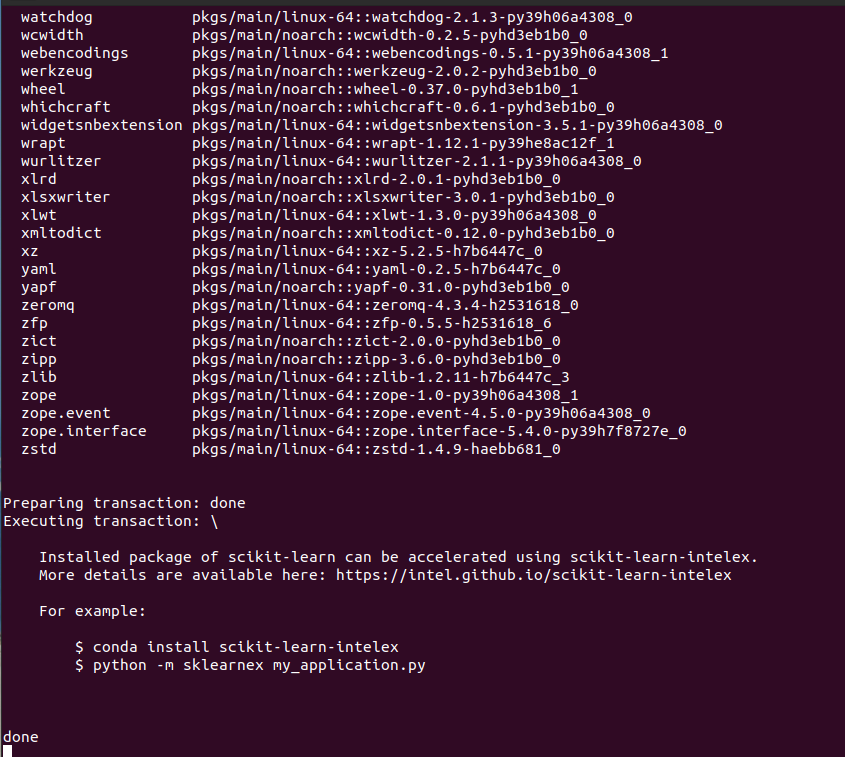 watchdog pkgs/main/linux-64::watchdog-2.1.3-py39h06a4308_0
wcwidth pkgs/main/noarch::wcwidth-0.2.5-pyhd3eb1b0_0
webencodings pkgs/main/linux-64::webencodings-0.5.1-py39h06a4308_1
werkzeug pkgs/main/noarch::werkzeug-2.0.2-pyhd3eb1b0_0
wheel pkgs/main/noarch::wheel-0.37.0-pyhd3eb1b0_1
whichcraft pkgs/main/noarch::whichcraft-0.6.1-pyhd3eb1b0_0
widgetsnbextension pkgs/main/linux-64::widgetsnbextension-3.5.1-py39h06a4308_0
wrapt pkgs/main/linux-64::wrapt-1.12.1-py39he8ac12f_1
wurlitzer pkgs/main/linux-64::wurlitzer-2.1.1-py39h06a4308_0
xlrd pkgs/main/noarch::xlrd-2.0.1-pyhd3eb1b0_0
xlsxwriter pkgs/main/noarch::xlsxwriter-3.0.1-pyhd3eb1b0_0
xlwt pkgs/main/linux-64::xlwt-1.3.0-py39h06a4308_0
xmltodict pkgs/main/noarch::xmltodict-0.12.0-pyhd3eb1b0_0
xz pkgs/main/linux-64::xz-5.2.5-h7b6447c_0
yaml pkgs/main/linux-64::yaml-0.2.5-h7b6447c_0
yapf pkgs/main/noarch::yapf-0.31.0-pyhd3eb1b0_0
zeromq pkgs/main/linux-64::zeromq-4.3.4-h2531618_0
zfp pkgs/main/linux-64::zfp-0.5.5-h2531618_6
zict pkgs/main/noarch::zict-2.0.0-pyhd3eb1b0_0
zipp pkgs/main/noarch::zipp-3.6.0-pyhd3eb1b0_0
zlib pkgs/main/linux-64::zlib-1.2.11-h7b6447c_3
zope pkgs/main/linux-64::zope-1.0-py39h06a4308_1
zope.event pkgs/main/linux-64::zope.event-4.5.0-py39h06a4308_0
zope.interface pkgs/main/linux-64::zope.interface-5.4.0-py39h7f8727e_0
zstd pkgs/main/linux-64::zstd-1.4.9-haebb681_0
Preparing transaction: done
Executing transaction: \
Installed package of scikit-learn can be accelerated using scikit-learn-intelex.
More details are available here: https://intel.github.io/scikit-learn-intelex
For example:
$ conda install scikit-learn-intelex
$ python -m sklearnex my_application.py
done